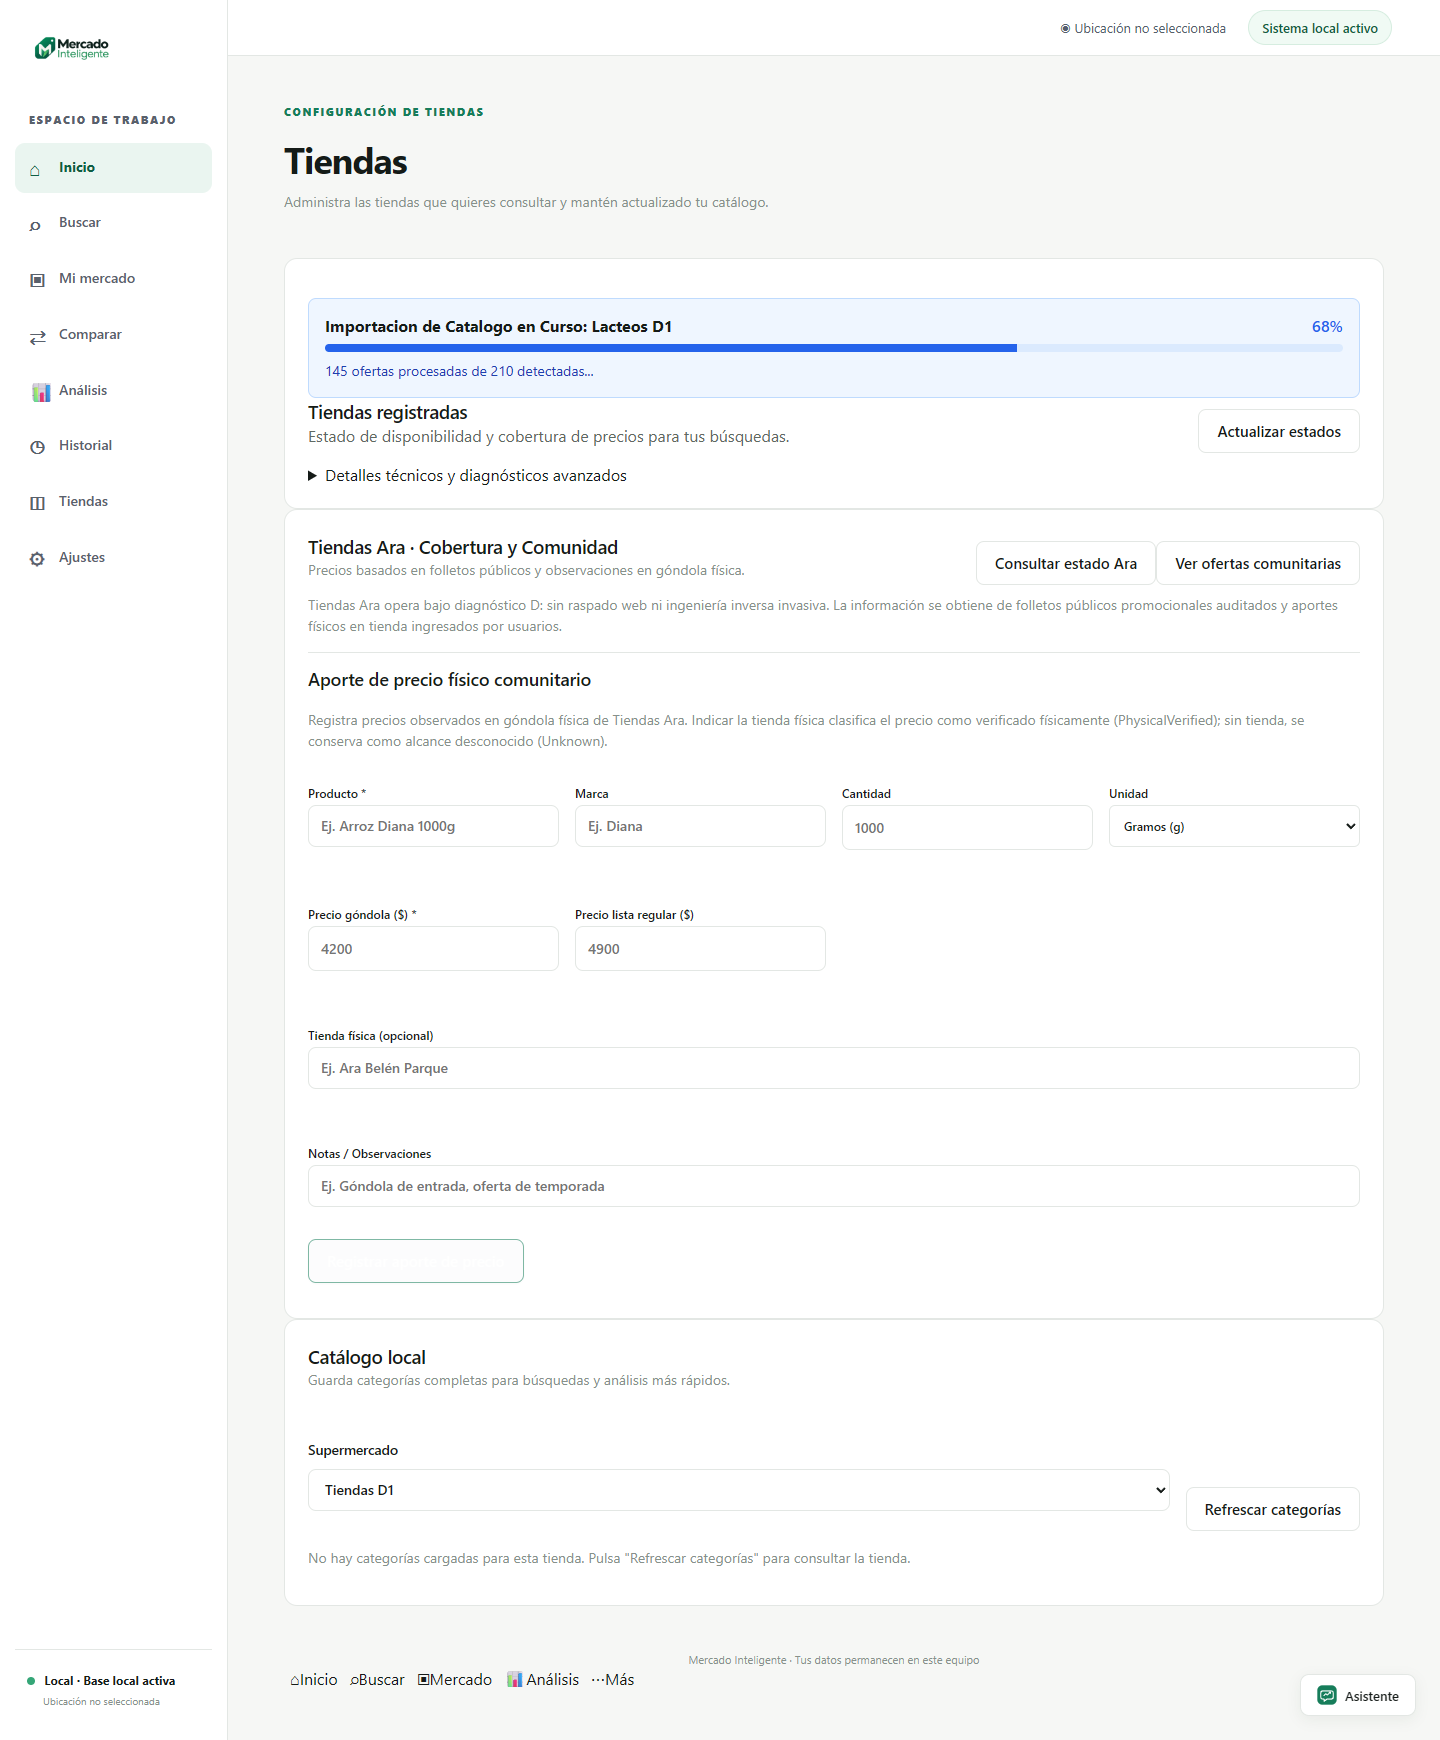 Mercado
Inteligente
ESPACIO DE TRABAJO
Inicio
Buscar
Mi mercado
Comparar
Análisis
Historial
Tiendas
Ajustes
Local · Base local activa
Ubicación no seleccionada
Ubicación no seleccionada
Sistema local activo
CONFIGURACIÓN DE TIENDAS
Tiendas
Administra las tiendas que quieres consultar y mantén actualizado tu catálogo.
Importacion de Catalogo en Curso: Lacteos D1
68%
145 ofertas procesadas de 210 detectadas...
Tiendas registradas
Estado de disponibilidad y cobertura de precios para tus búsquedas.
Actualizar estados
Detalles técnicos y diagnósticos avanzados
Tiendas Ara · Cobertura y Comunidad
Precios basados en folletos públicos y observaciones en góndola física.
Consultar estado Ara
Ver ofertas comunitarias
Tiendas Ara opera bajo diagnóstico D: sin raspado web ni ingeniería inversa invasiva. La información se obtiene de folletos públicos promocionales auditados y aportes
físicos en tienda ingresados por usuarios.
Aporte de precio físico comunitario
Registra precios observados en góndola física de Tiendas Ara. Indicar la tienda física clasifica el precio como verificado físicamente (PhysicalVerified); sin tienda, se
conserva como alcance desconocido (Unknown).
Producto *
Marca
Cantidad
Unidad
Ej. Arroz Diana 1000g
Ej. Diana
1000
Gramos (g)
Precio góndola ($) *
Precio lista regular ($)
4200
4900
Tienda física (opcional)
Ej. Ara Belén Parque
Notas / Observaciones
Ej. Góndola de entrada, oferta de temporada
Catálogo local
Guarda categorías completas para búsquedas y análisis más rápidos.
Supermercado
Tiendas D1
Refrescar categorías
No hay categorías cargadas para esta tienda. Pulsa "Refrescar categorías" para consultar la tienda.
Mercado Inteligente · Tus datos permanecen en este equipo
Inicio Buscar Mercado Análisis ···Más
Asistente